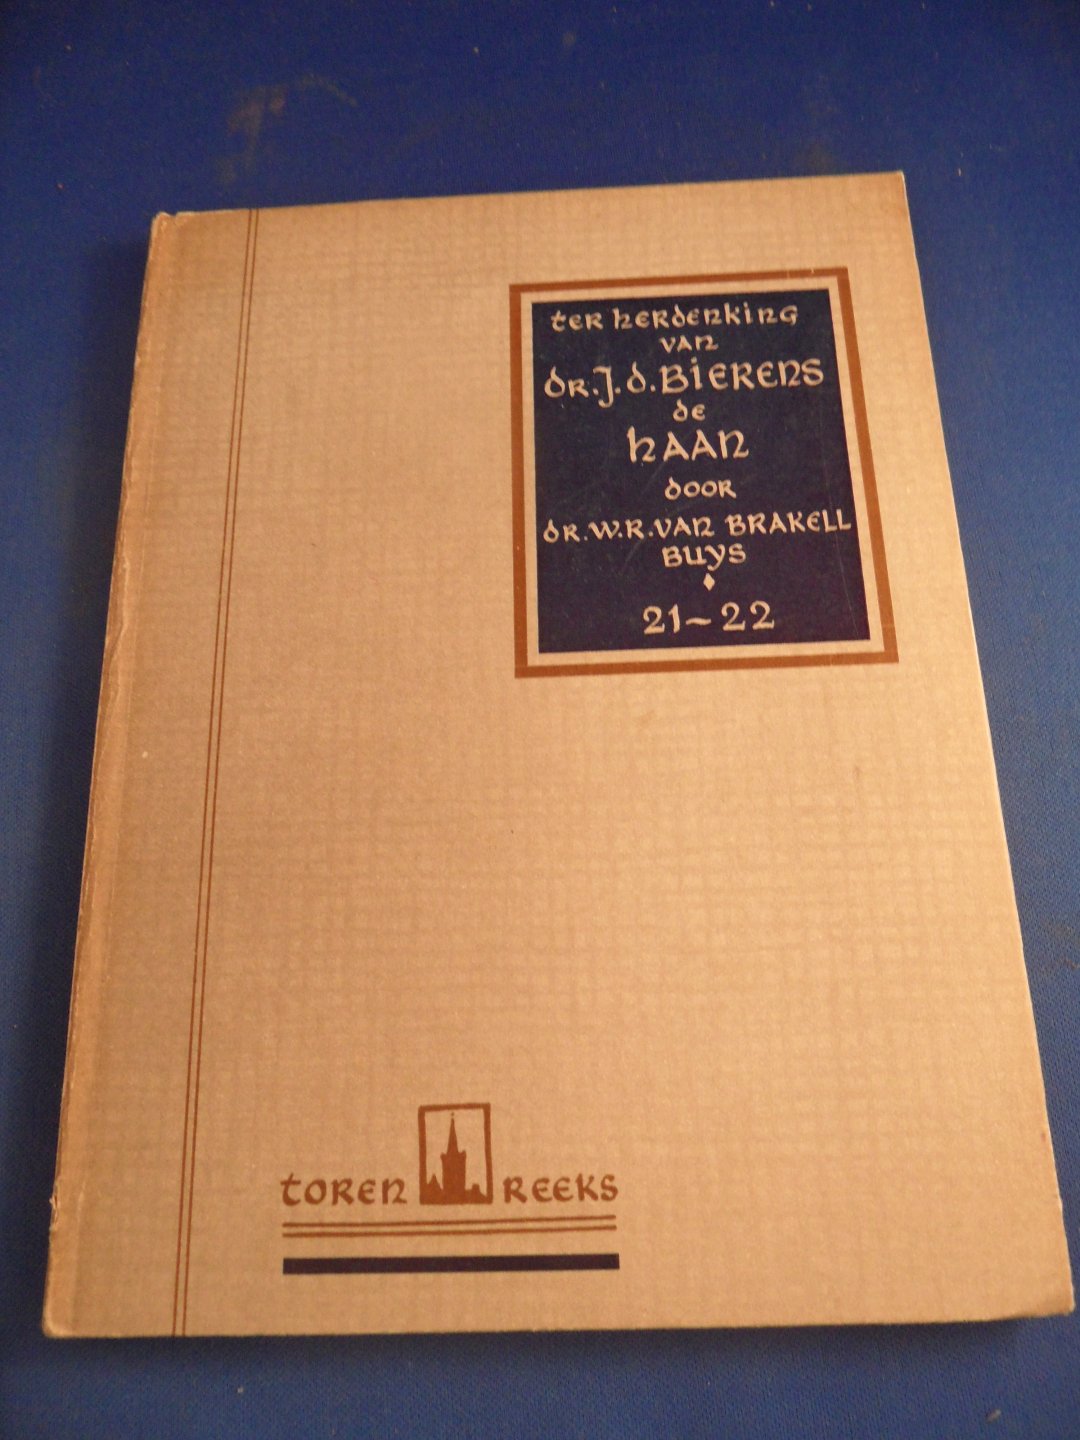 ter herdenking
van
dr. J. d. Bierens
de
Haan
door
dr. W. R. van Brakell
Buys
21~22
toren reeks